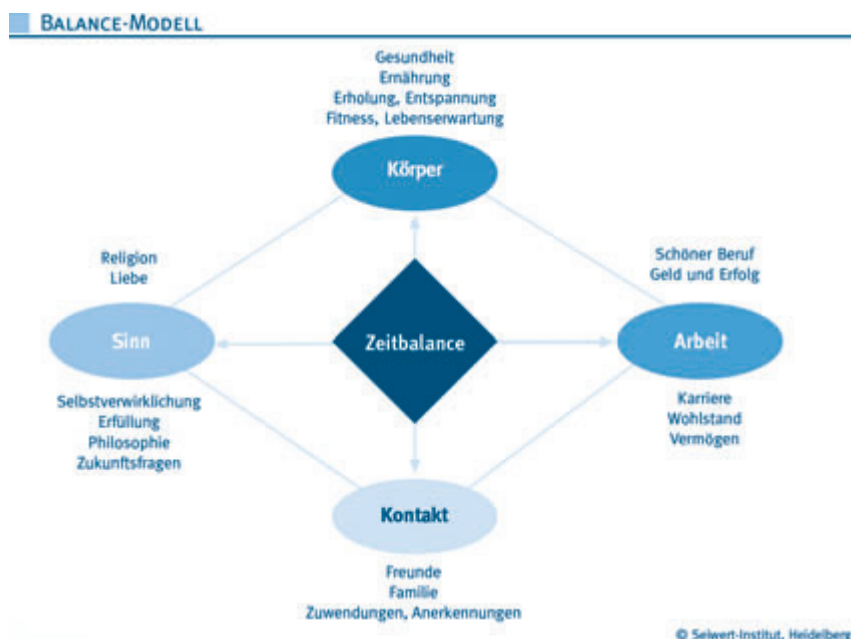 BALANCE-MODELL
Gesundheit
Ernährung
Erholung, Entspannung
Fitness, Lebenserwartung
Körper
Religion
Liebe
Sinn
Selbstverwirklichung
Erfüllung
Philosophie
Zukunftsfragen
Zeitbalance
Schöner Beruf
Geld und Erfolg
Arbeit
Karriere
Wohlstand
Vermögen
Kontakt
Freunde
Familie
Zuwendungen, Anerkennungen
© Seiwert-Institut, Heidelberg